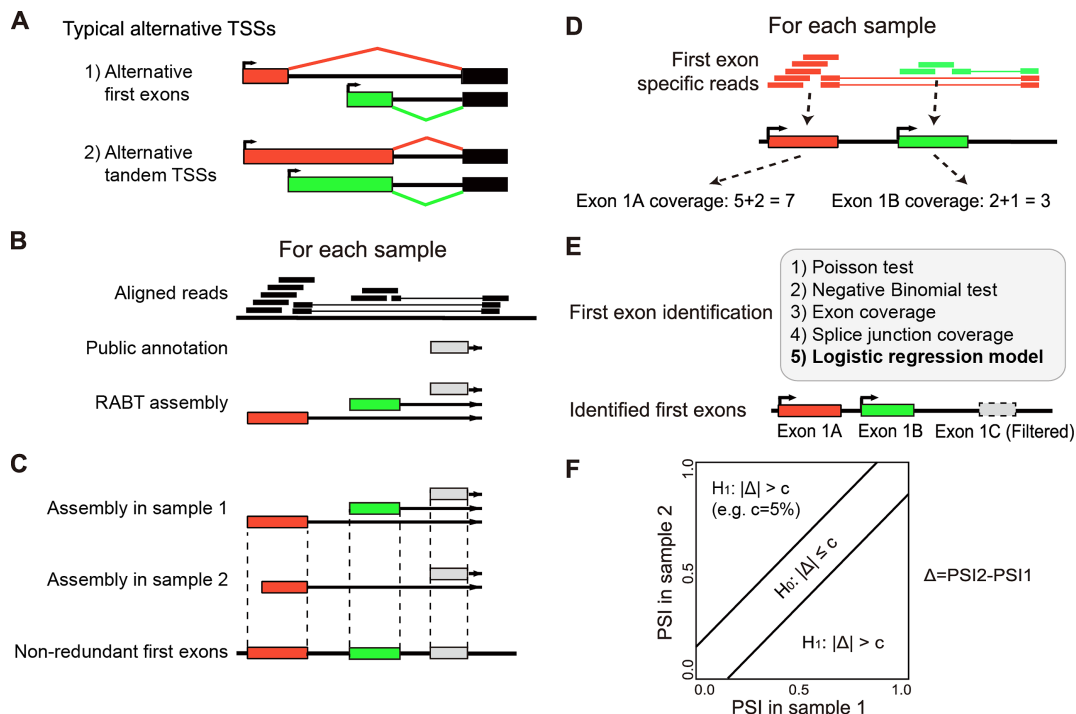 A
Typical alternative TSSs
1) Alternative
first exons
2) Alternative
tandem TSSs
B
For each sample
Aligned reads
Public annotation
RABT assembly
C
Assembly in sample 1
Assembly in sample 2
Non-redundant first exons
D
For each sample
First exon
specific reads
Exon 1A coverage: 5+2 = 7
Exon 1B coverage: 2+1 = 3
E
First exon identification
1) Poisson test
2) Negative Binomial test
3) Exon coverage
4) Splice junction coverage
5) Logistic regression model
Identified first exons
Exon 1A
Exon 1B
Exon 1C (Filtered)
F
PSI in sample 2
1.0
0.5
0.0
H₁: |Δ| > c
(e.g. c=5%)
H₀: |Δ| ≤ c
H₁: |Δ| > c
Δ=PSI2-PSI1
0.0
0.5
1.0
PSI in sample 1